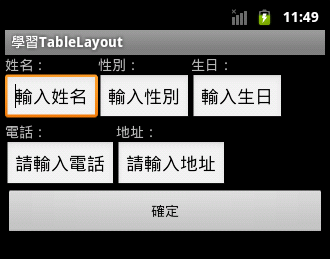 11:49
學習TableLayout
姓名： 性別： 生日：
輸入姓名 輸入性別 輸入生日
電話： 地址：
請輸入電話 請輸入地址
確定